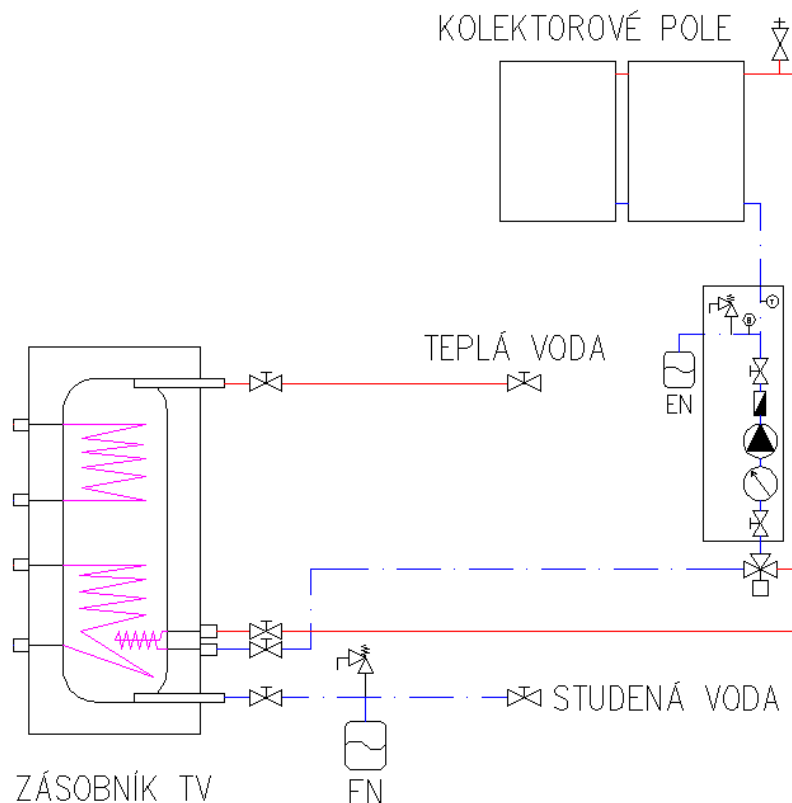 KOLEKTOROVÉ POLE
T
B
TEPLÁ VODA
EN
STUDENÁ VODA
EN
ZÁSOBNÍK TV